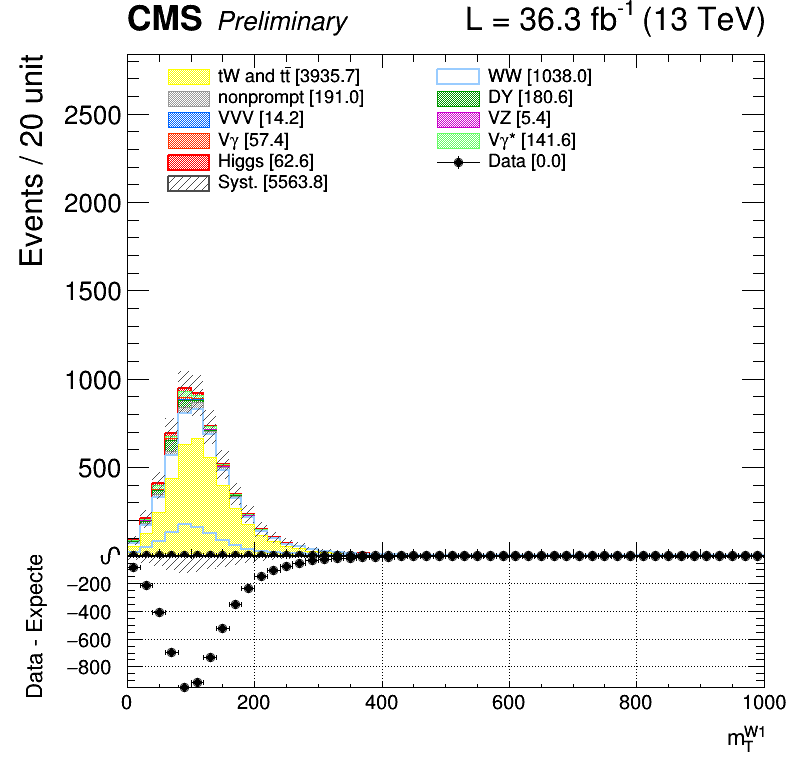 CMS Preliminary L = 36.3 fb⁻¹ (13 TeV)
Events / 20 unit
tW and tt̄ [3935.7] WW [1038.0]
nonprompt [191.0] DY [180.6]
VVV [14.2] VZ [5.4]
Vγ [57.4] Vγ* [141.6]
Higgs [62.6] Data [0.0]
Syst. [5563.8]
2500
2000
1500
1000
500
0
Data - Expecte
−200
−400
−600
−800
0 200 400 600 800 1000
m_T^W1